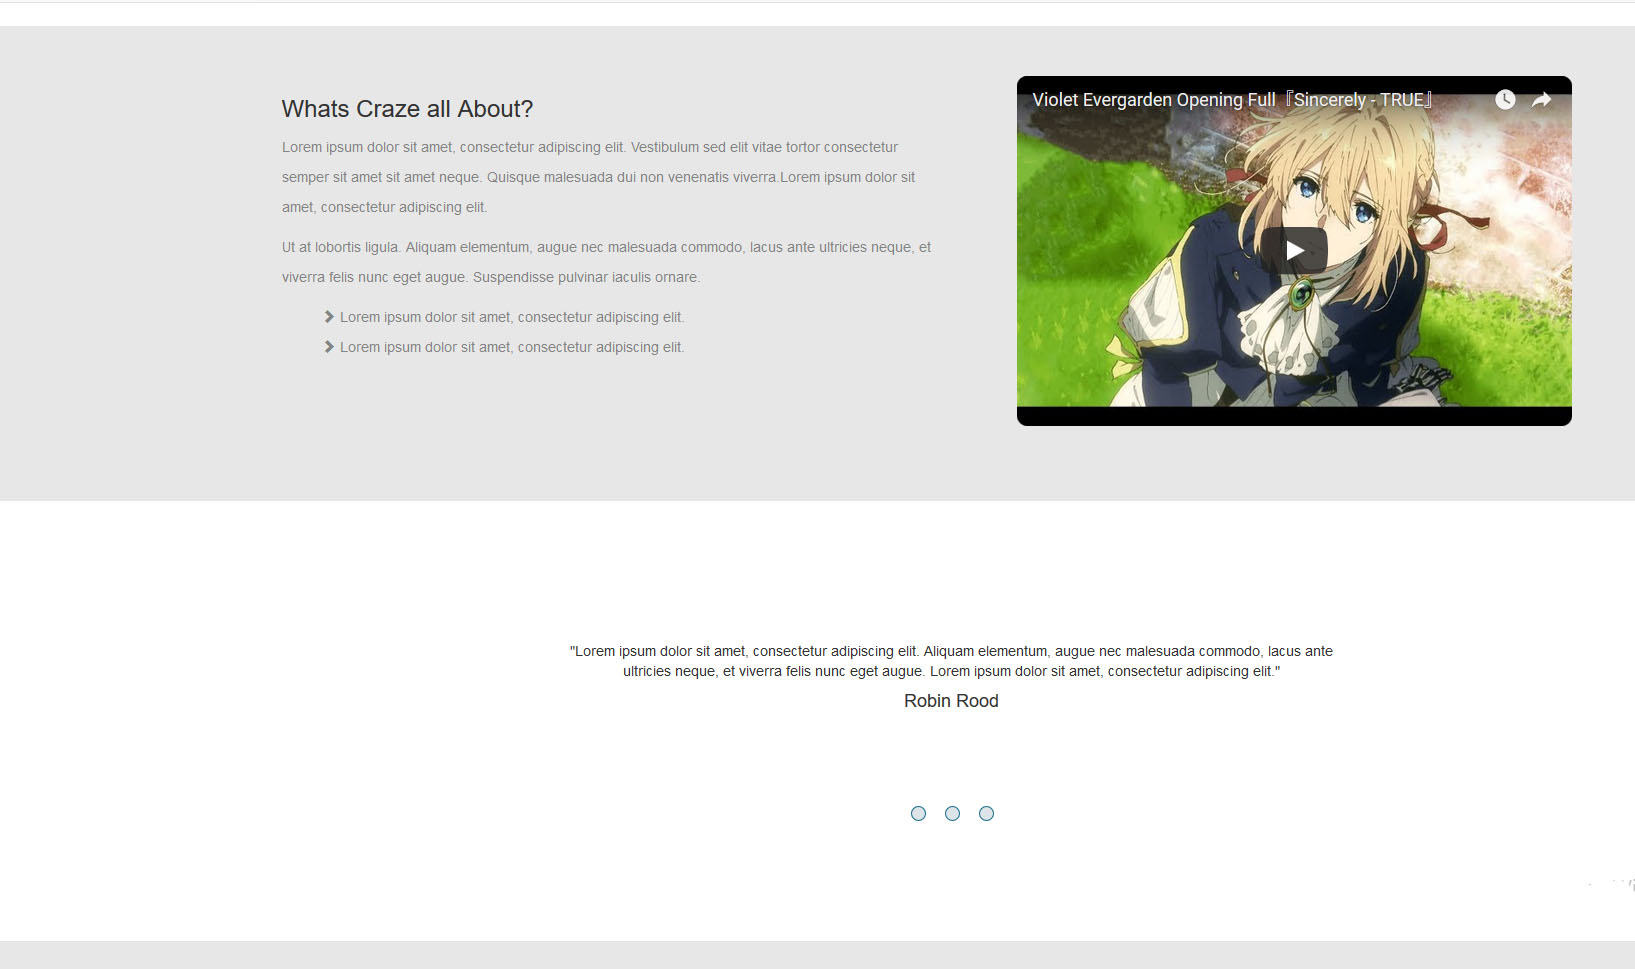 Whats Craze all About?
Lorem ipsum dolor sit amet, consectetur adipiscing elit. Vestibulum sed elit vitae tortor consectetur
semper sit amet sit amet neque. Quisque malesuada dui non venenatis viverra.Lorem ipsum dolor sit
amet, consectetur adipiscing elit.
Ut at lobortis ligula. Aliquam elementum, augue nec malesuada commodo, lacus ante ultricies neque, et
viverra felis nunc eget augue. Suspendisse pulvinar iaculis ornare.
Lorem ipsum dolor sit amet, consectetur adipiscing elit.
Lorem ipsum dolor sit amet, consectetur adipiscing elit.
Violet Evergarden Opening Full『Sincerely - TRUE』
"Lorem ipsum dolor sit amet, consectetur adipiscing elit. Aliquam elementum, augue nec malesuada commodo, lacus ante
ultricies neque, et viverra felis nunc eget augue. Lorem ipsum dolor sit amet, consectetur adipiscing elit."
Robin Rood